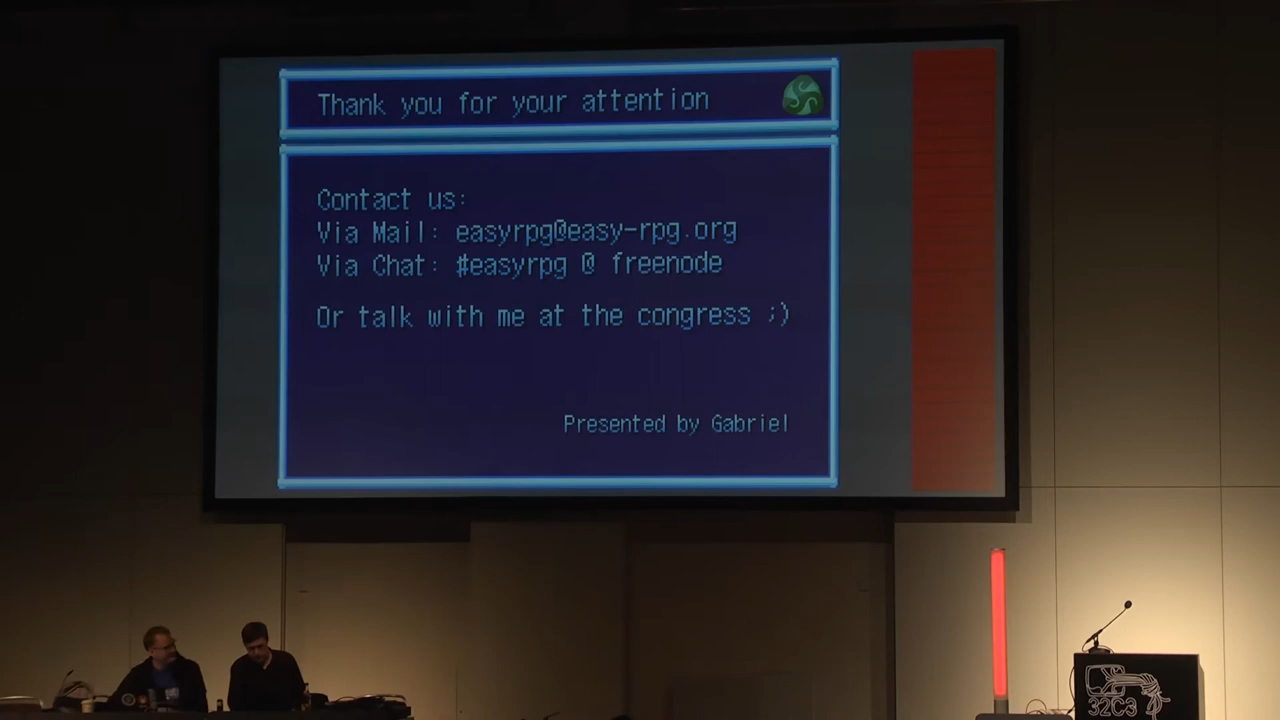 Thank you for your attention
Contact us:
Via Mail: easyrpg@easy-rpg.org
Via Chat: #easyrpg @ freenode
Or talk with me at the congress ;)
Presented by Gabriel
32C3